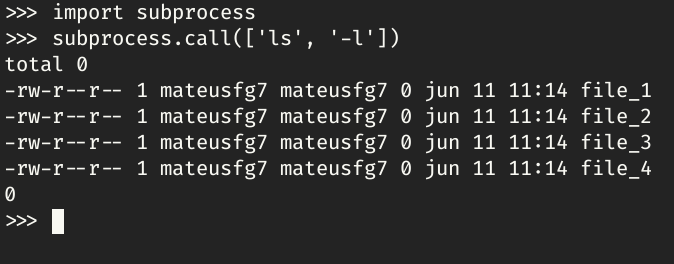 >>> import subprocess
>>> subprocess.call(['ls', '-l'])
total 0
-rw-r--r-- 1 mateusfg7 mateusfg7 0 jun 11 11:14 file_1
-rw-r--r-- 1 mateusfg7 mateusfg7 0 jun 11 11:14 file_2
-rw-r--r-- 1 mateusfg7 mateusfg7 0 jun 11 11:14 file_3
-rw-r--r-- 1 mateusfg7 mateusfg7 0 jun 11 11:14 file_4
0
>>>